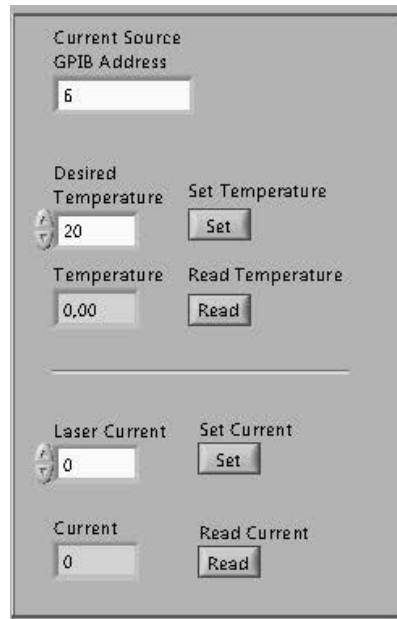 Current Source
GPIB Address
6
Desired
Temperature
Set Temperature
20
Set
Temperature
Read Temperature
0,00
Read
Laser Current
Set Current
0
Set
Current
Read Current
0
Read